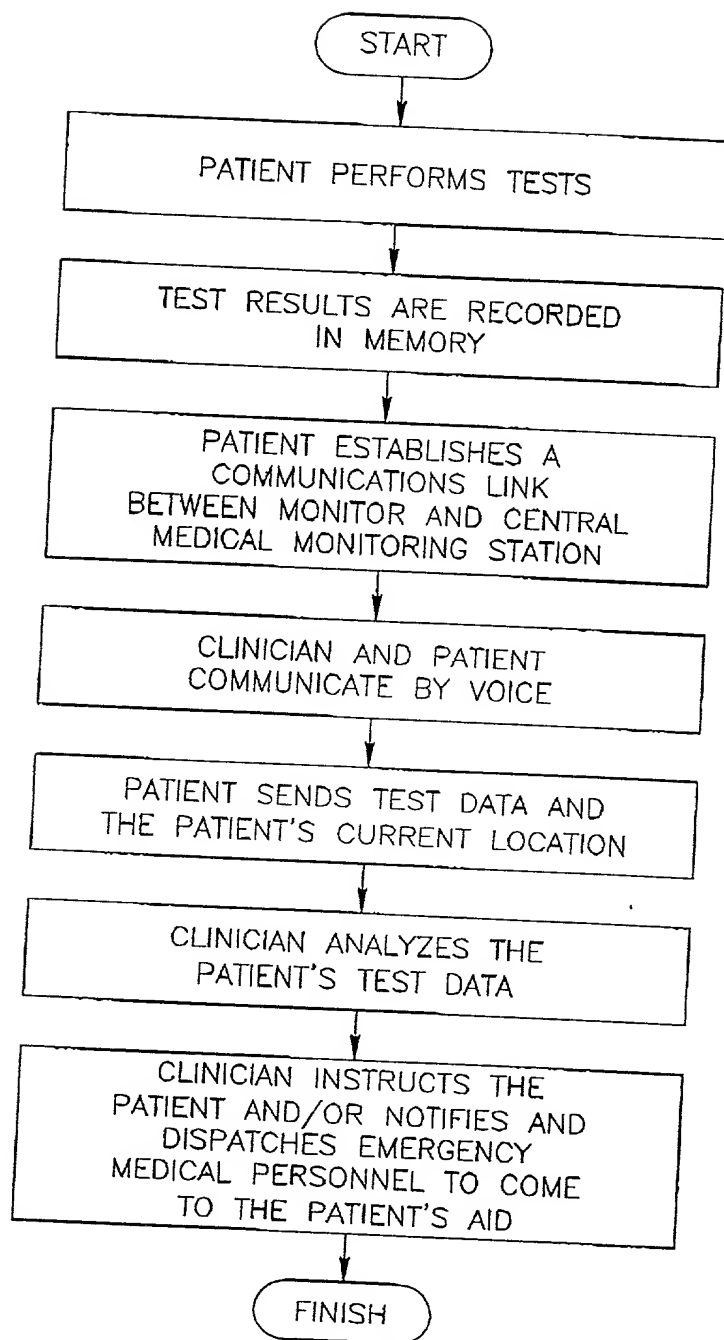 START
PATIENT PERFORMS TESTS
TEST RESULTS ARE RECORDED
IN MEMORY
PATIENT ESTABLISHES A
COMMUNICATIONS LINK
BETWEEN MONITOR AND CENTRAL
MEDICAL MONITORING STATION
CLINICIAN AND PATIENT
COMMUNICATE BY VOICE
PATIENT SENDS TEST DATA AND
THE PATIENT'S CURRENT LOCATION
CLINICIAN ANALYZES THE
PATIENT'S TEST DATA
CLINICIAN INSTRUCTS THE
PATIENT AND/OR NOTIFIES AND
DISPATCHES EMERGENCY
MEDICAL PERSONNEL TO COME
TO THE PATIENT'S AID
FINISH